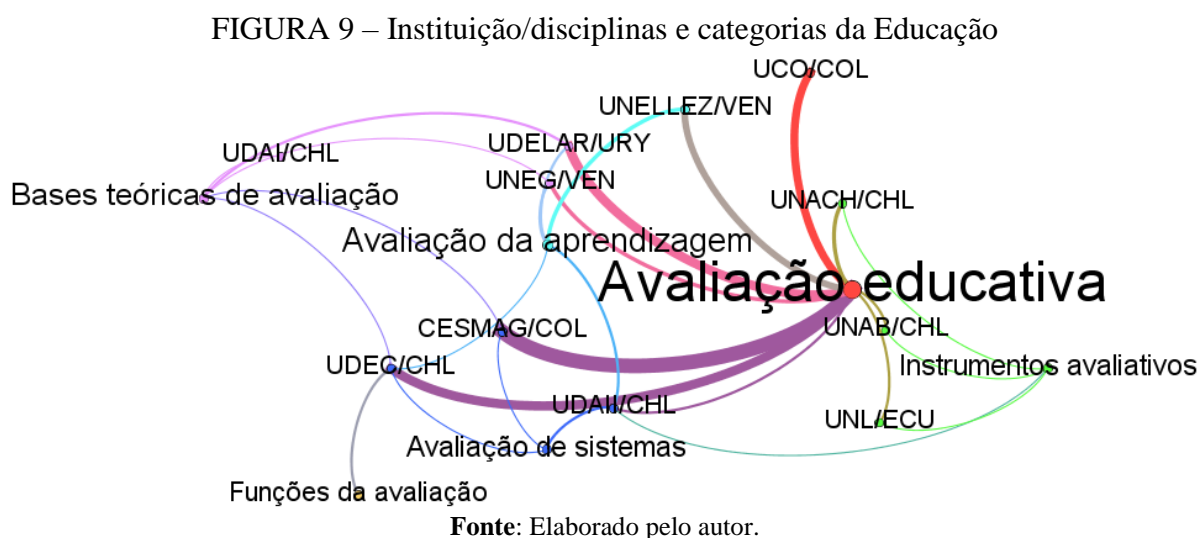 FIGURA 9 – Instituição/disciplinas e categorias da Educação
UCO/COL
UNELLEZ/VEN
UDELAR/URY
UDAI/CHL
UNEG/VEN
Bases teóricas de avaliação
UNACH/CHL
Avaliação da aprendizagem
Avaliação educativa
CESMAG/COL
UNAB/CHL
UDEC/CHL
Instrumentos avaliativos
UDAII/CHL
UNL/ECU
Avaliação de sistemas
Funções da avaliação
Fonte: Elaborado pelo autor.